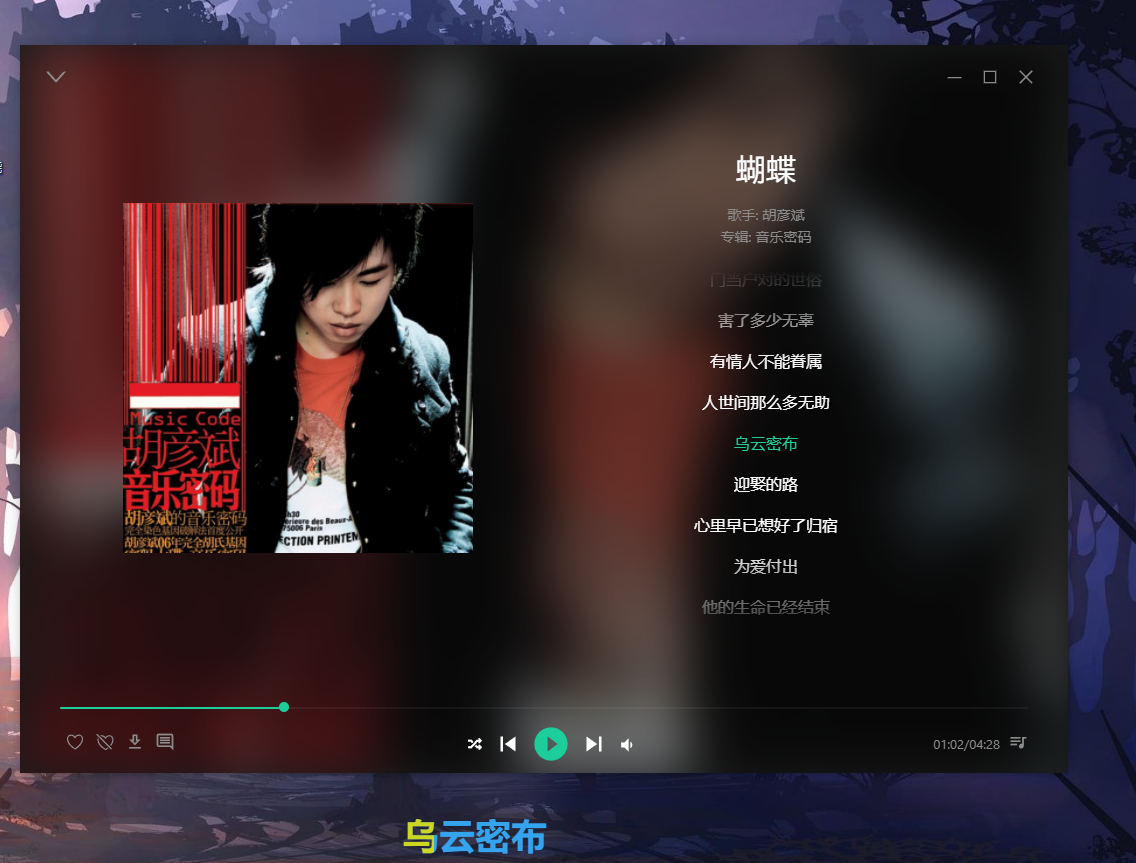 蝴蝶
歌手: 胡彦斌
专辑: 音乐密码
门当户对的世俗
害了多少无辜
有情人不能眷属
人世间那么多无助
乌云密布
迎娶的路
心里早已想好了归宿
为爱付出
他的生命已经结束
Music Code
胡彦斌
音乐密码
胡彦斌的音乐密码
完全染色基因破解法首度公开
胡彦斌06年完全胡氏基因
75006 Paris
ECTION PRINTEM
01:02/04:28
乌云密布